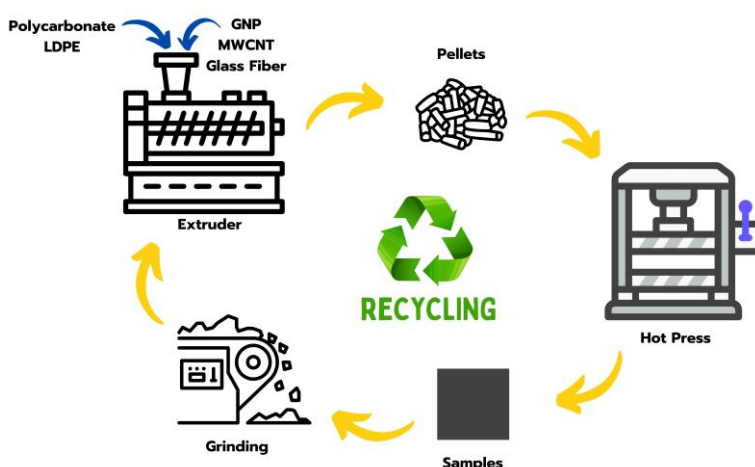 Polycarbonate
LDPE
GNP
MWCNT
Glass Fiber
Pellets
Extruder
RECYCLING
Hot Press
Grinding
Samples